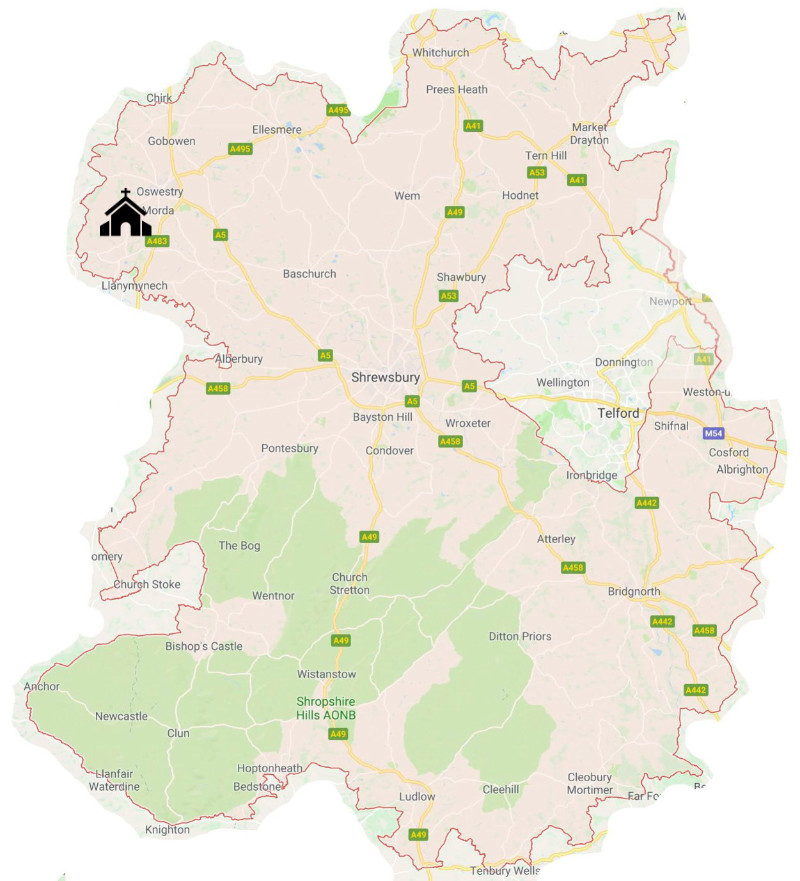 M
Whitchurch
Prees Heath
Chirk
A495
Ellesmere
A41
Market
Drayton
Gobowen
A495
Tern Hill
A53
A41
Oswestry
Wem
Hodnet
Morda
A49
A483
A5
Baschurch
Shawbury
Llanymynech
A53
Newport
Alberbury
A5
Donnington
A41
Shrewsbury
Wellington
A458
A5
Weston-u
A5
Telford
Bayston Hill
Wroxeter
Shifnal
M54
A458
Pontesbury
Condover
Cosford
Albrighton
Ironbridge
A442
A49
Atterley
The Bog
omery
A458
Church
Stretton
Church Stoke
Wentnor
Bridgnorth
A442
A458
Ditton Priors
A49
Bishop's Castle
Wistanstow
Anchor
A442
Shropshire
Hills AONB
Newcastle
Clun
A49
Hoptonheath
Llanfair
Waterdine
Bedstone
Cleobury
Mortimer
Cleehill
Ludlow
Far Fo
Be
Knighton
A49
Tenbury Wells